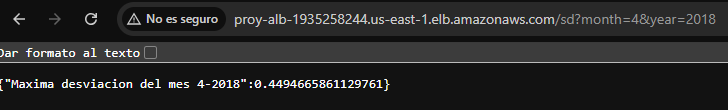 No es seguro proy-alb-1935258244.us-east-1.elb.amazonaws.com/sd?month=4&year=2018
Dar formato al texto
{"Maxima desviacion del mes 4-2018":0.4494665861129761}